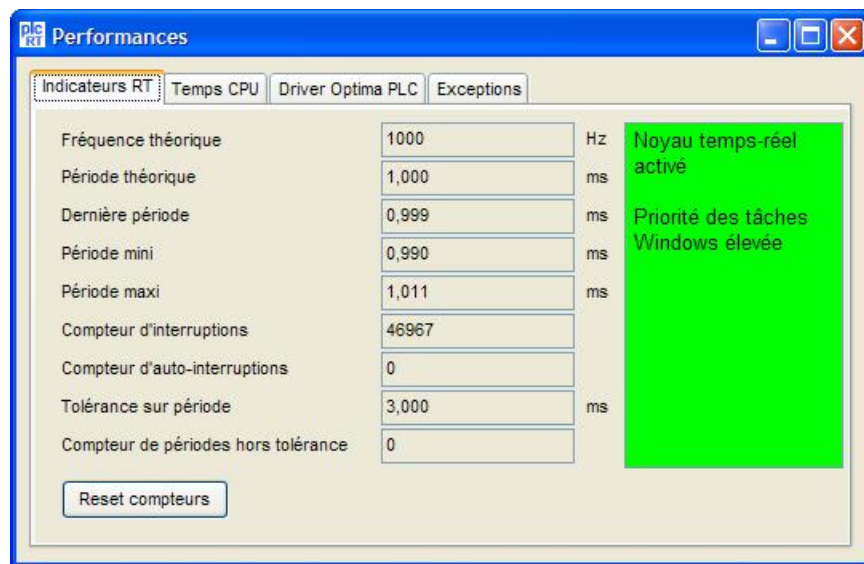 plc RT Performances
Indicateurs RT Temps CPU Driver Optima PLC Exceptions
Fréquence théorique 1000 Hz
Période théorique 1,000 ms
Dernière période 0,999 ms
Période mini 0,990 ms
Période maxi 1,011 ms
Compteur d'interruptions 46967
Compteur d'auto-interruptions 0
Tolérance sur période 3,000 ms
Compteur de périodes hors tolérance 0
Noyau temps-réel
activé
Priorité des tâches
Windows élevée
Reset compteurs